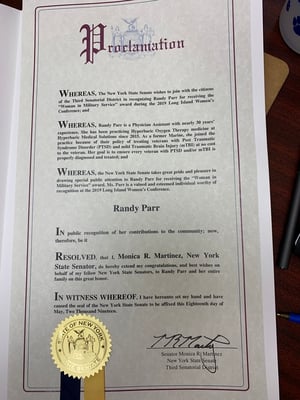 Proclamation
WHEREAS, The New York State Senate wishes to join with the citizens
of the Third Senatorial District in recognizing Randy Parr for receiving the
"Woman in Military Service" award during the 2019 Long Island Women's
Conference; and
WHEREAS, Randy Parr is a Physician Assistant with nearly 30 years'
experience. She has been practicing Hyperbaric Oxygen Therapy medicine at
Hyperbaric Medical Solutions since 2015. As a former Marine, she joined the
practice because of their policy of treating veterans with Post Traumatic
Syndrome Disorder (PTSD) and mild Traumatic Brain Injury (mTBI) at no cost
to the veteran. Her goal is to ensure every veteran with PTSD and/or mTBI is
properly diagnosed and treated; and
WHEREAS, the New York State Senate takes great pride and pleasure in
drawing special public attention to Randy Parr for receiving the "Woman in
Military Service" award. Ms. Parr is a valued and esteemed individual worthy of
recognition at the 2019 Long Island Women's Conference.
Randy Parr
IN public recognition of her contributions to the community; now,
therefore, be it
RESOLVED, that I, Monica R. Martinez, New York
State Senator, do hereby extend my congratulations, and best wishes on
behalf of my fellow New York State Senators, to Randy Parr and her entire
family on this great honor.
IN WITNESS WHEREOF, I have hereunto set my hand and have
caused the seal of the New York State Senate to be affixed this Eighteenth day of
May, Two Thousand Nineteen.
Senator Monica R. Martinez
New York State Senate
Third Senatorial District
STATE OF NEW YORK